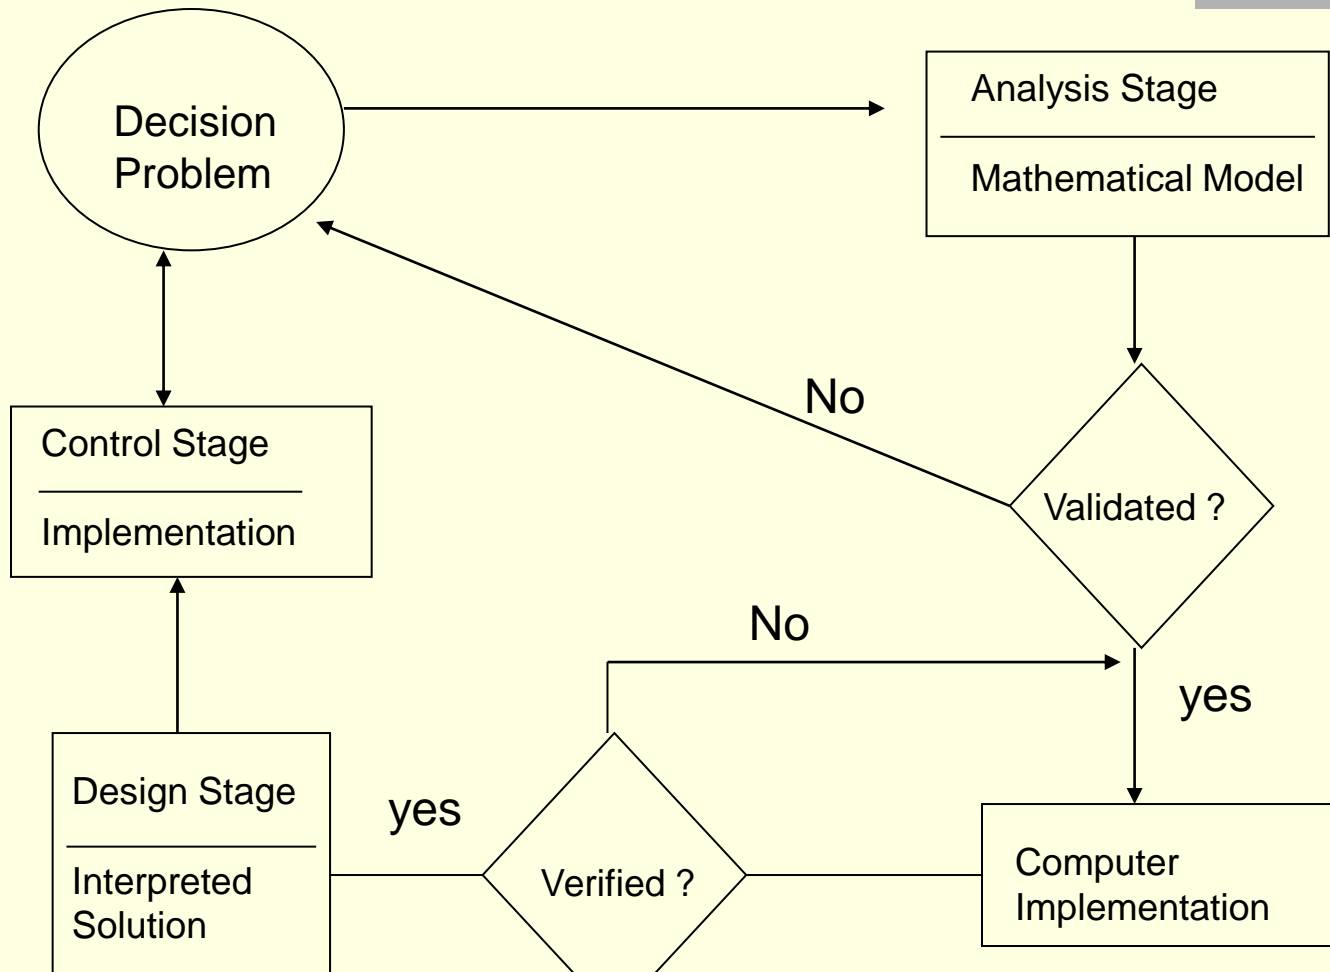 Decision
Problem
Analysis Stage
Mathematical Model
No
Control Stage
Implementation
Validated ?
No
yes
Design Stage
Interpreted
Solution
yes
Verified ?
Computer
Implementation